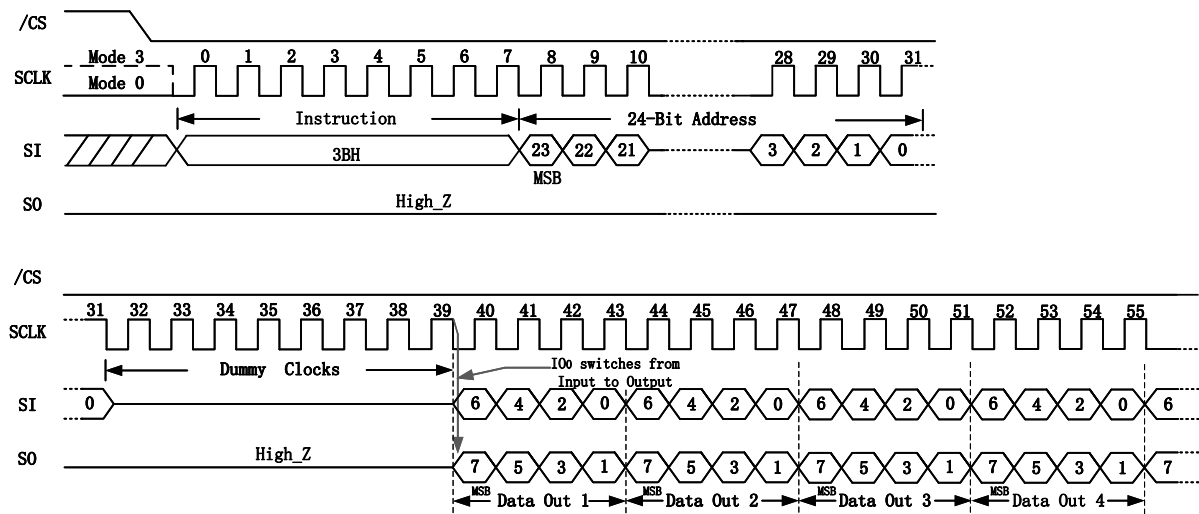 /CS
Mode 3 0 1 2 3 4 5 6 7 8 9 10 28 29 30 31
SCLK
Mode 0
Instruction 24-Bit Address
SI 3BH 23 22 21 3 2 1 0
MSB
SO High_Z
/CS
31 32 33 34 35 36 37 38 39 40 41 42 43 44 45 46 47 48 49 50 51 52 53 54 55
SCLK
Dummy Clocks IO0 switches from
Input to Output
SI 0 6 4 2 0 6 4 2 0 6 4 2 0 6 4 2 0 6
SO High_Z 7 5 3 1 7 5 3 1 7 5 3 1 7 5 3 1 7
MSB Data Out 1 MSB Data Out 2 MSB Data Out 3 MSB Data Out 4